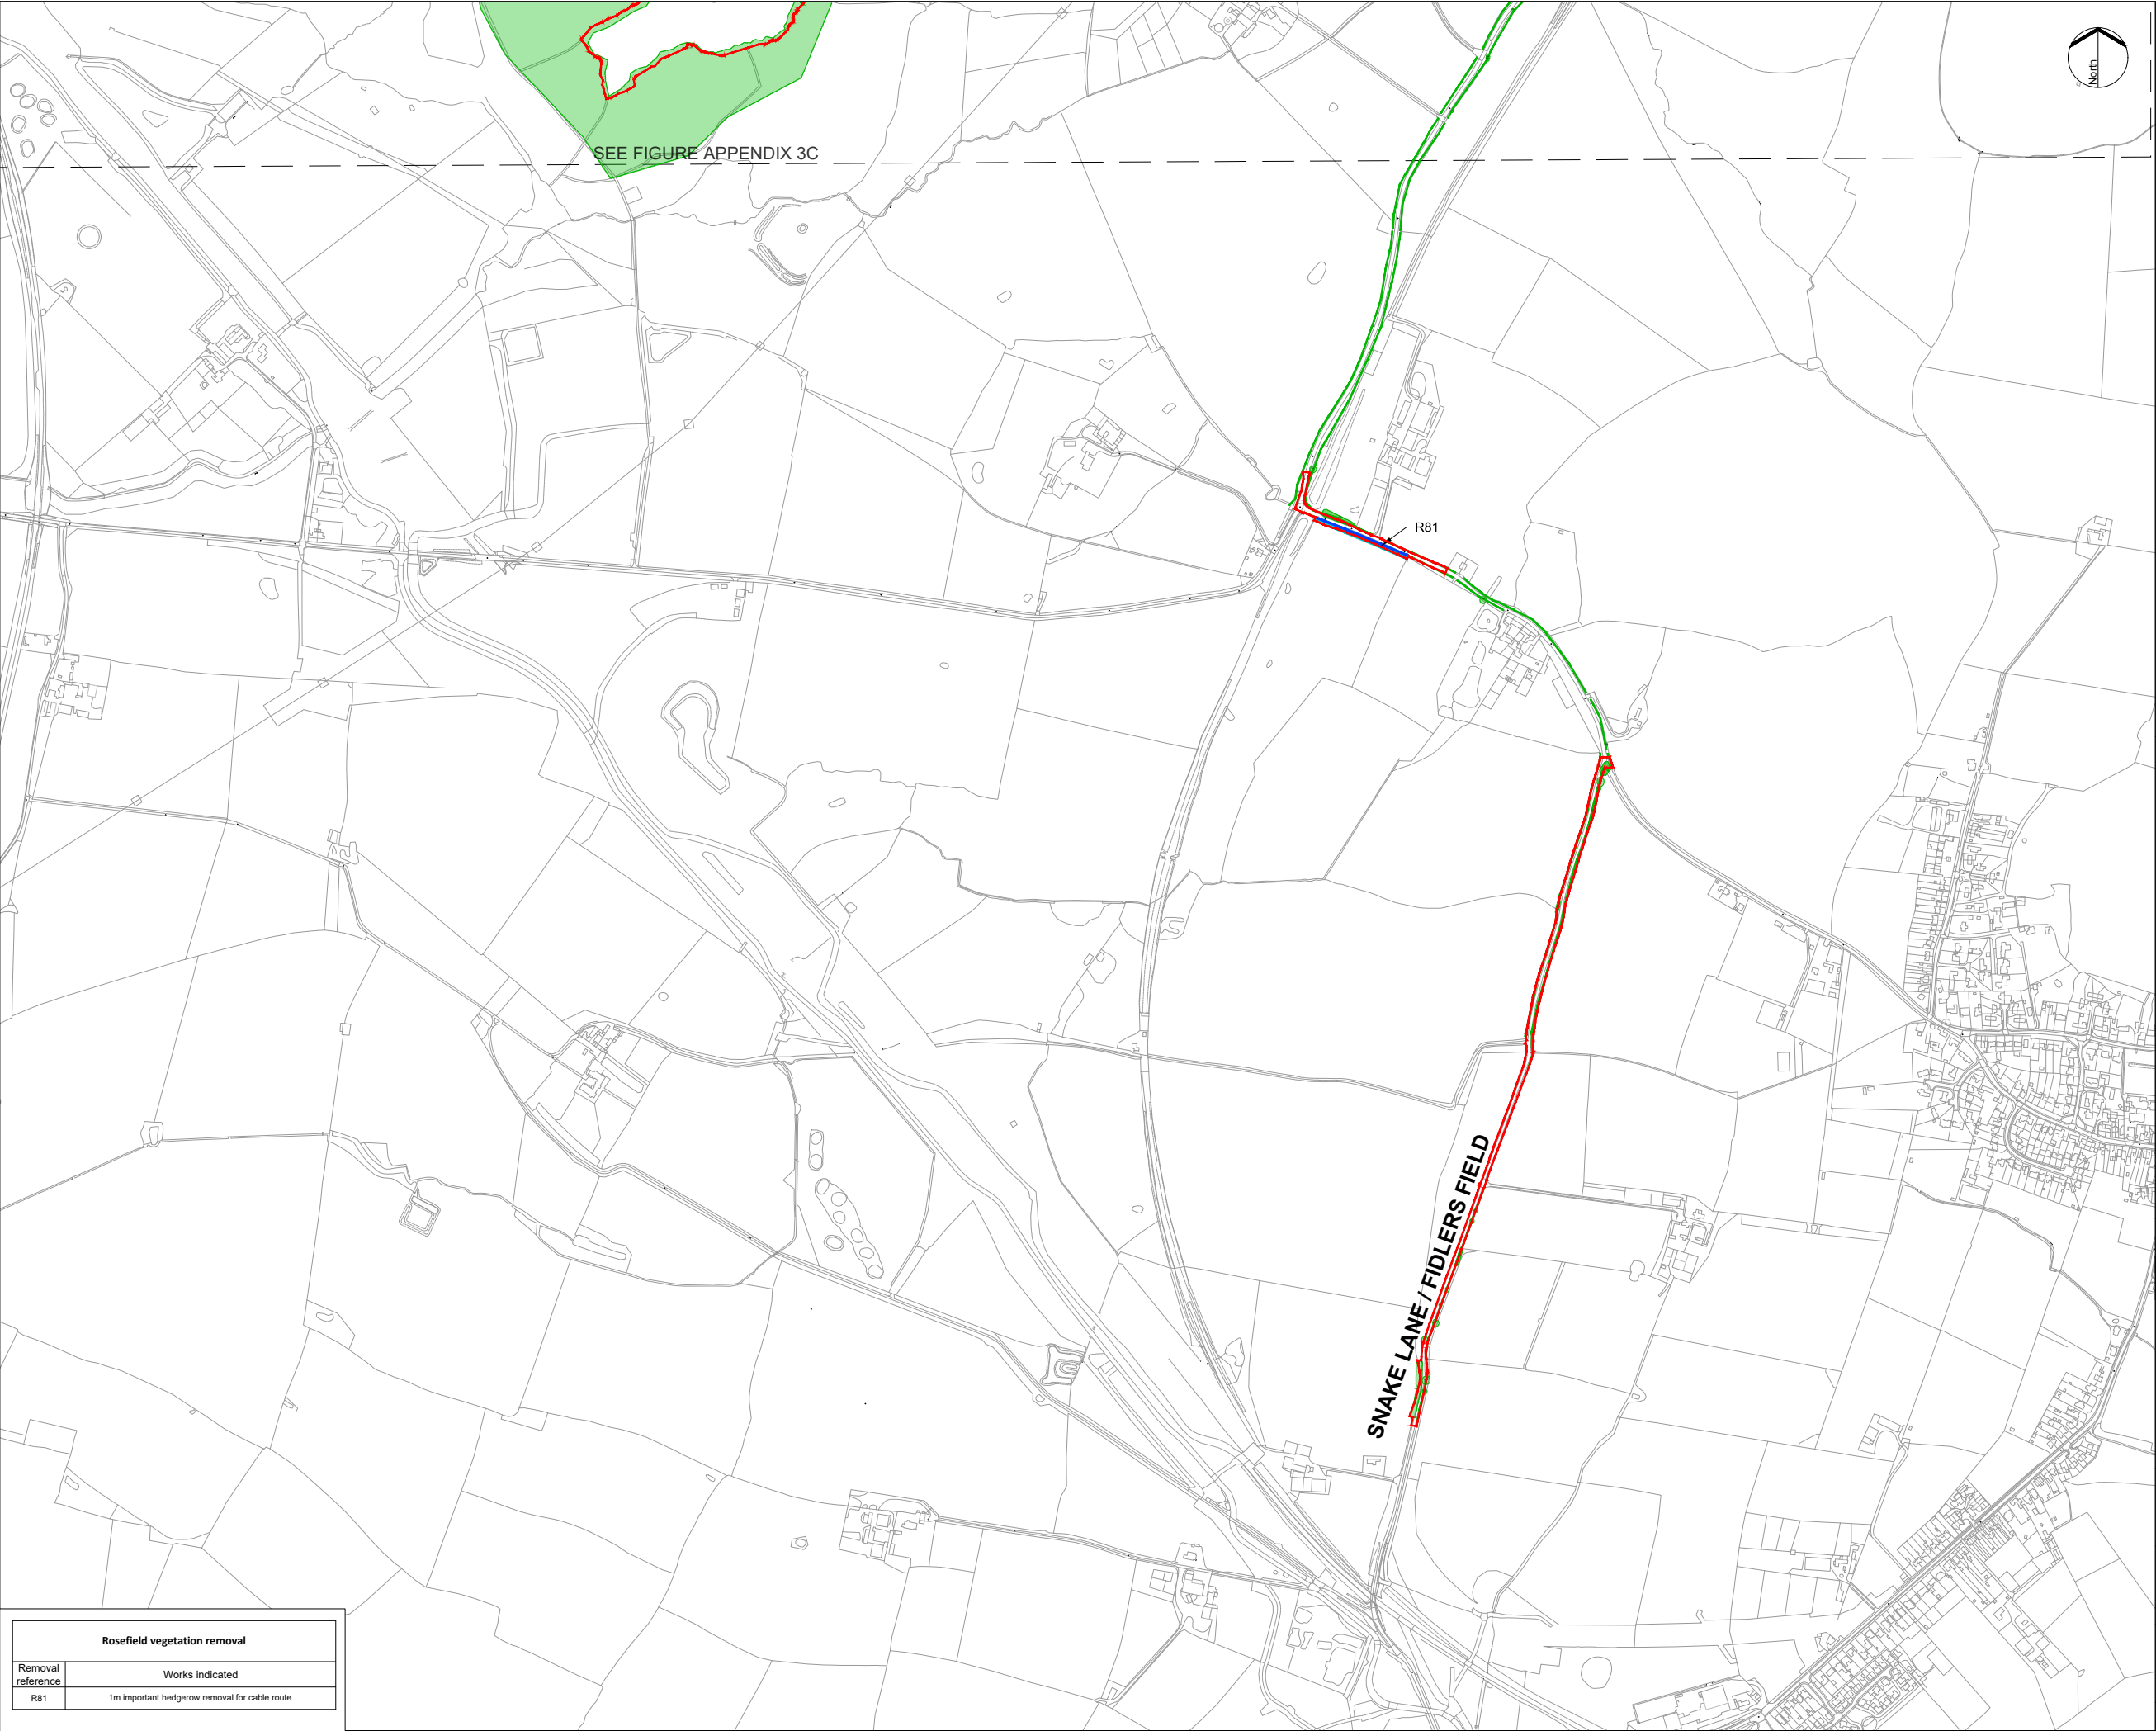 North
SEE FIGURE APPENDIX 3C
R81
SNAKE LANE / FIDLERS FIELD
Rosefield vegetation removal
Removal reference
Works indicated
R81
1m important hedgerow removal for cable route